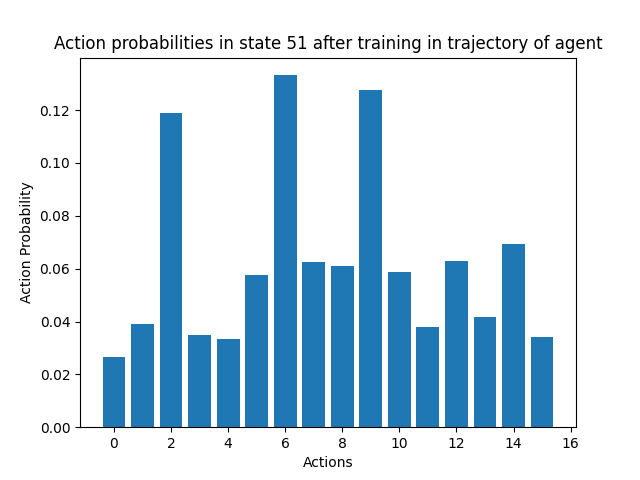 Action probabilities in state 51 after training in trajectory of agent
0.12
0.10
0.08
0.06
0.04
0.02
0.00
Action Probability
0 2 4 6 8 10 12 14 16
Actions